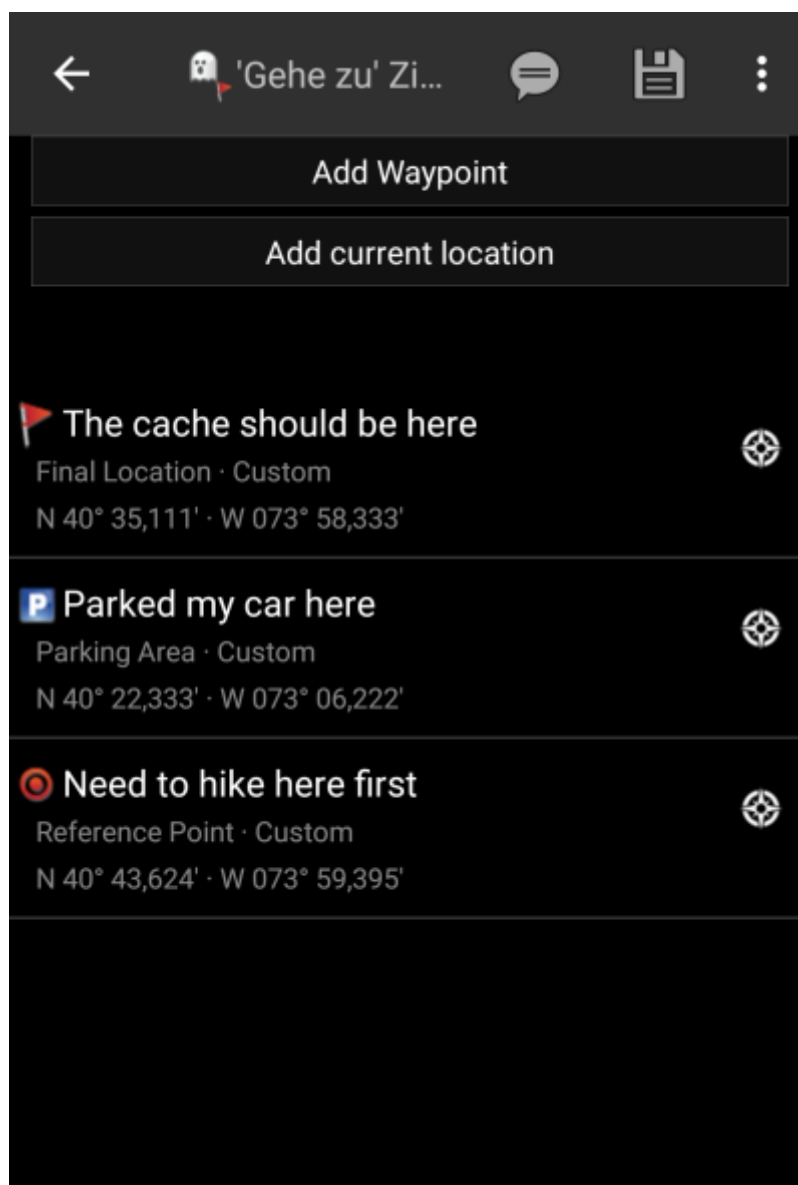 'Gehe zu' Zi...
Add Waypoint
Add current location
The cache should be here
Final Location · Custom
N 40° 35,111' · W 073° 58,333'
P Parked my car here
Parking Area · Custom
N 40° 22,333' · W 073° 06,222'
Need to hike here first
Reference Point · Custom
N 40° 43,624' · W 073° 59,395'